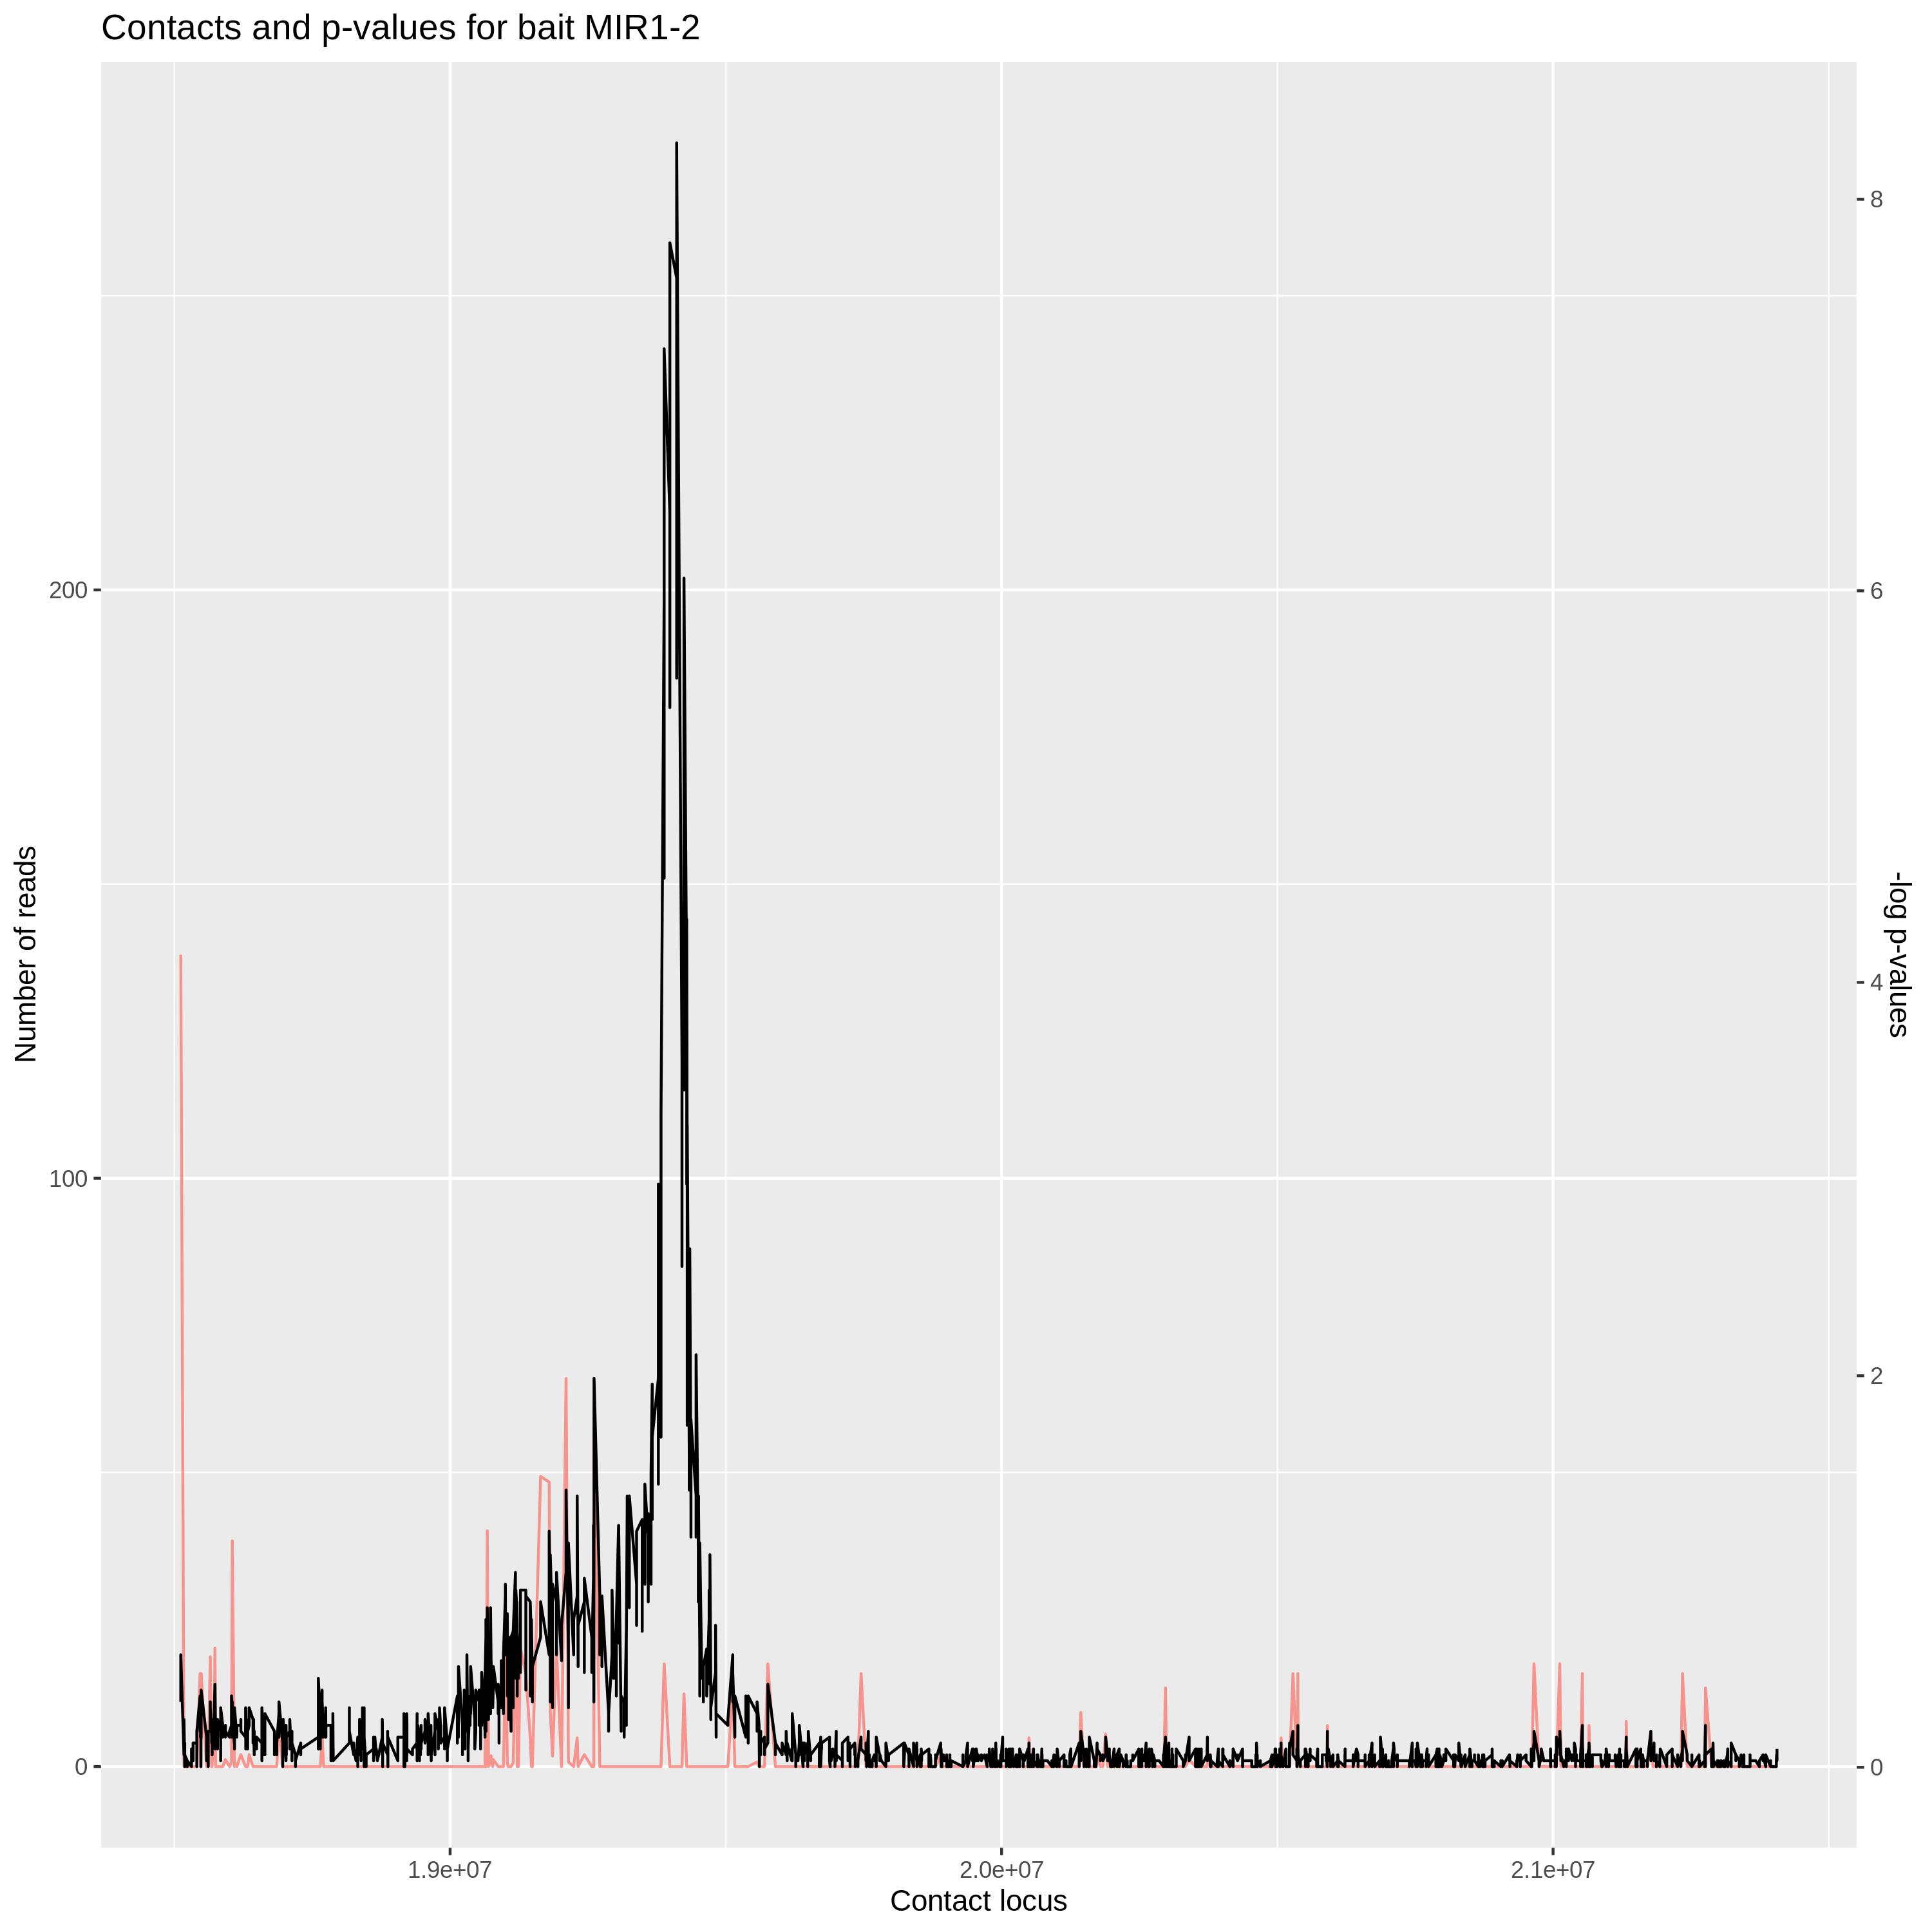 Contacts and p-values for bait MIR1-2
Number of reads
200
100
0
8
6
4
2
0
-log p-values
1.9e+07
2.0e+07
2.1e+07
Contact locus